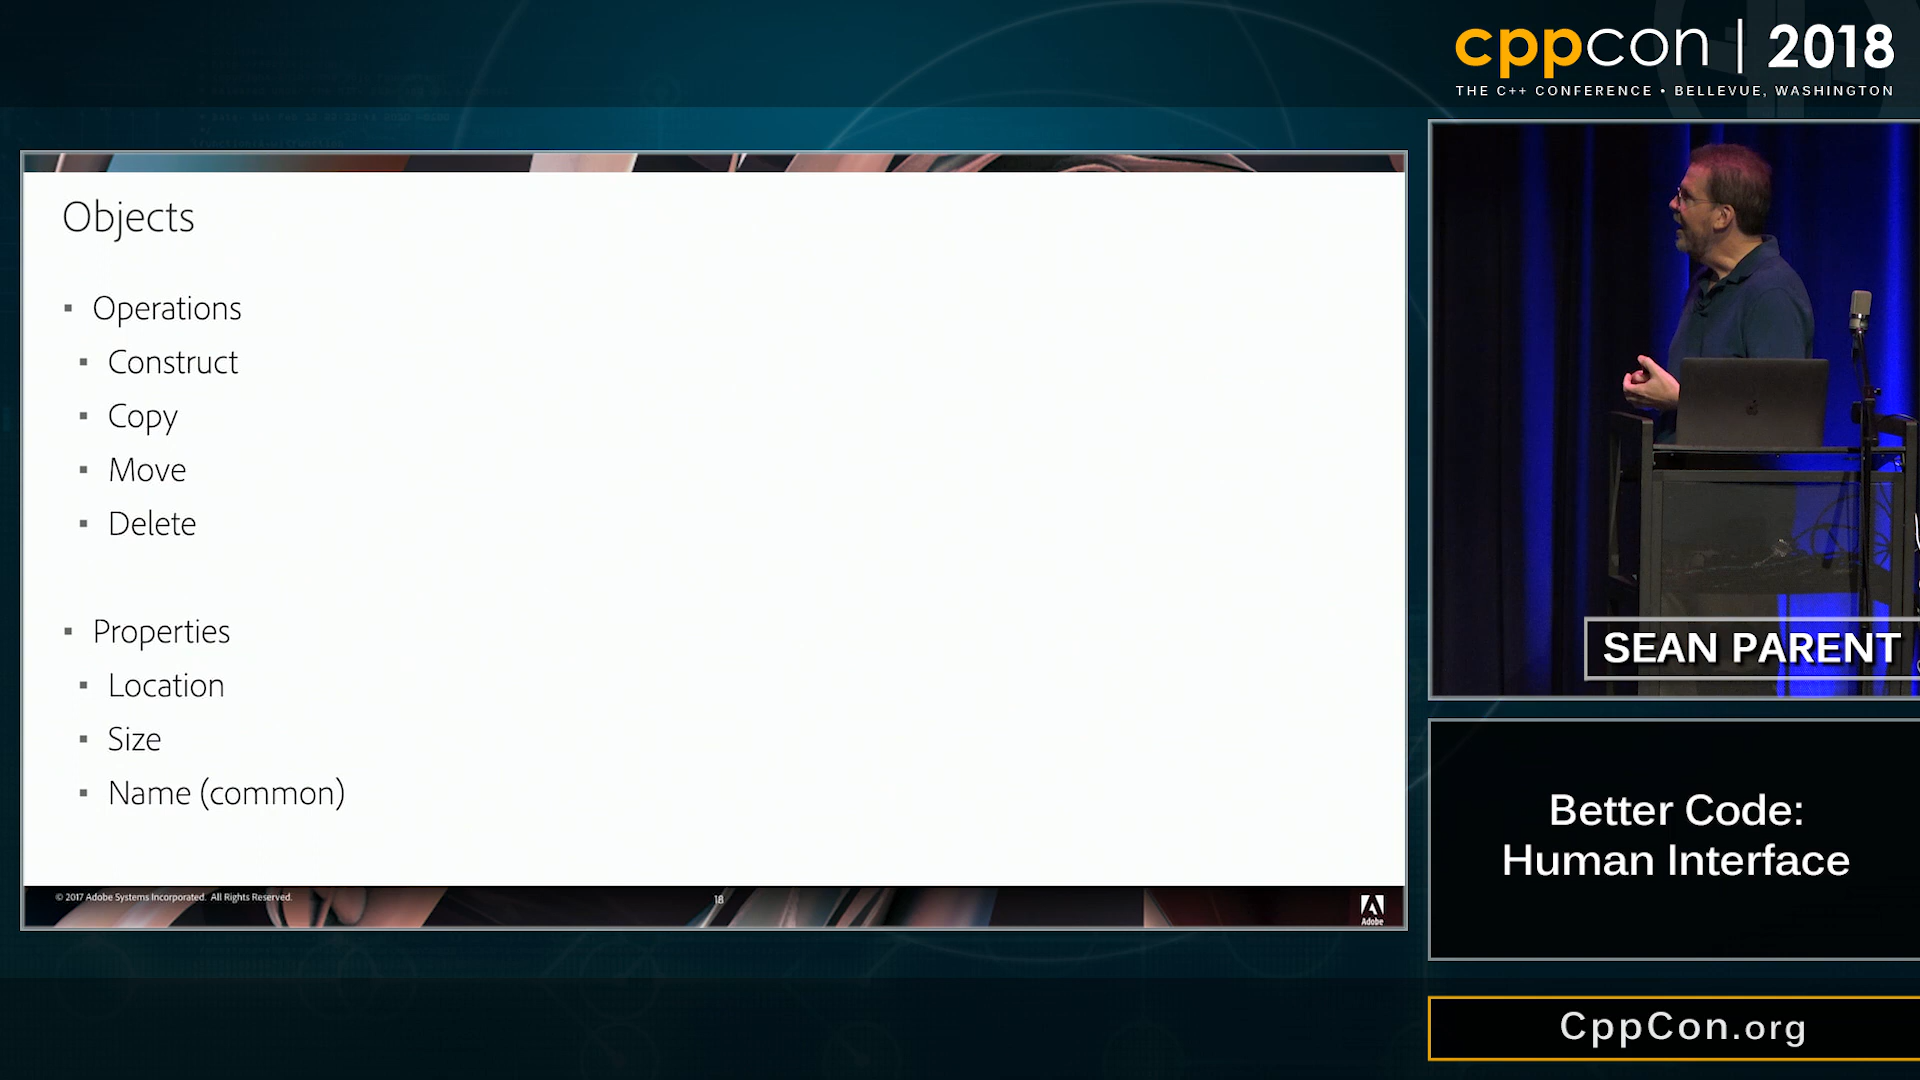 cppcon | 2018
THE C++ CONFERENCE • BELLEVUE, WASHINGTON
Objects
▪ Operations
▪ Construct
▪ Copy
▪ Move
▪ Delete
▪ Properties
▪ Location
▪ Size
▪ Name (common)
© 2017 Adobe Systems Incorporated. All Rights Reserved.
18
Adobe
SEAN PARENT
Better Code:
Human Interface
CppCon.org